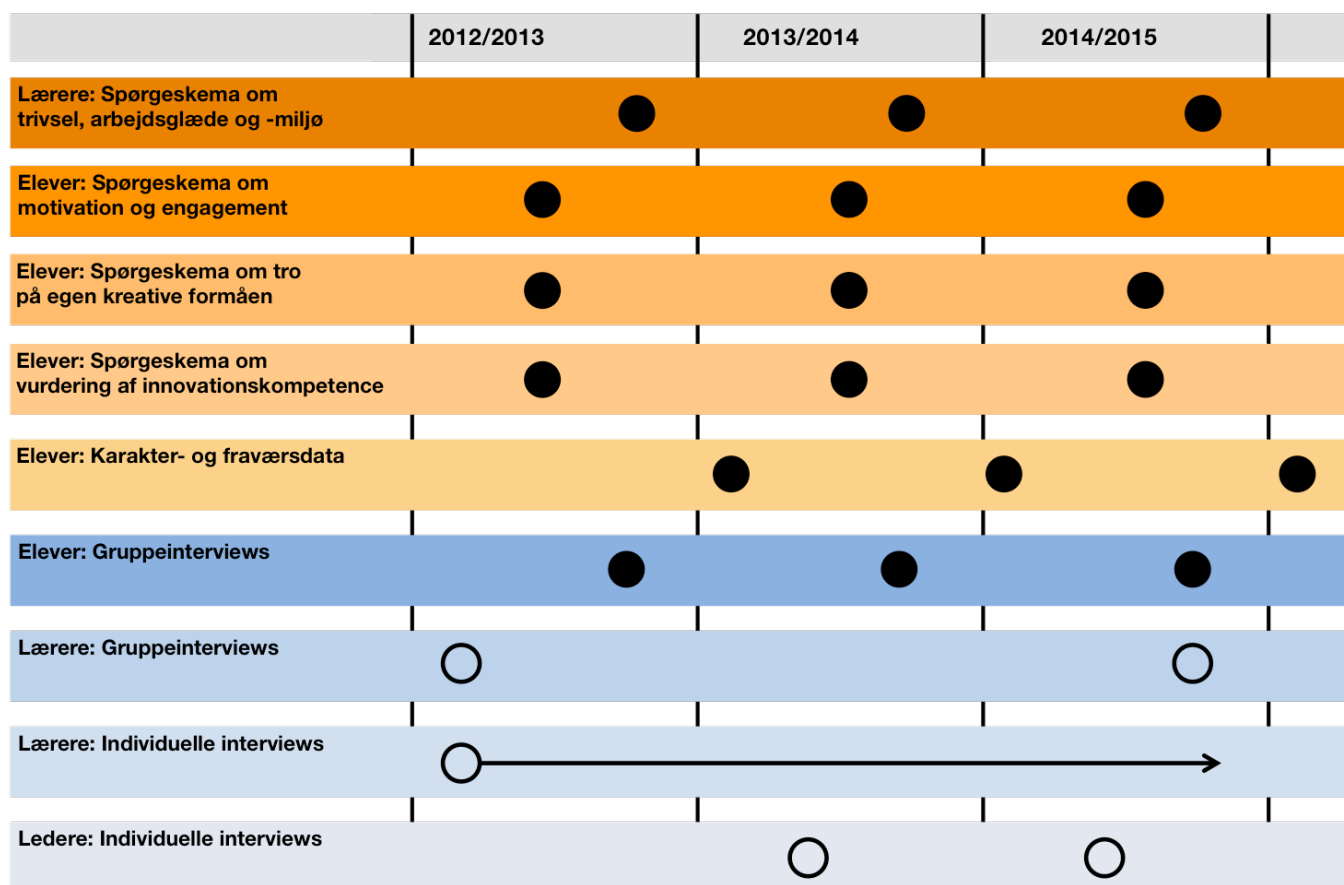 2012/2013
2013/2014
2014/2015
Lærere: Spørgeskema om
trivsel, arbejdsglæde og -miljø
Elever: Spørgeskema om
motivation og engagement
Elever: Spørgeskema om tro
på egen kreative formåen
Elever: Spørgeskema om
vurdering af innovationskompetence
Elever: Karakter- og fraværsdata
Elever: Gruppeinterviews
Lærere: Gruppeinterviews
Lærere: Individuelle interviews
Ledere: Individuelle interviews